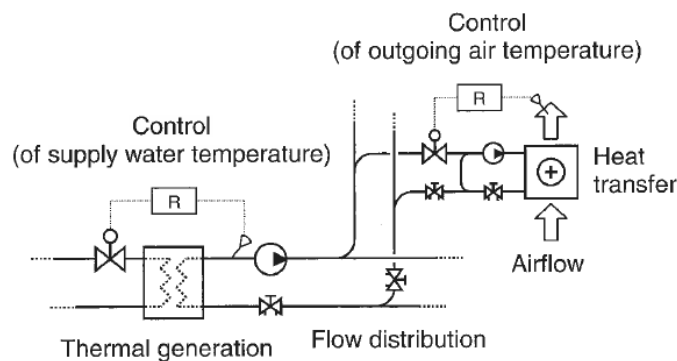 Control
(of outgoing air temperature)
R
Control
(of supply water temperature)
R
Heat
transfer
Airflow
Thermal generation
Flow distribution